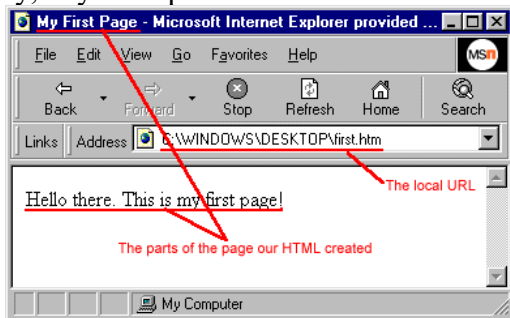 My First Page - Microsoft Internet Explorer provided ...
File Edit View Go Favorites Help
msn
Back Forward Stop Refresh Home Search
Links Address C:\WINDOWS\DESKTOP\first.htm
The local URL
Hello there. This is my first page!
The parts of the page our HTML created
My Computer